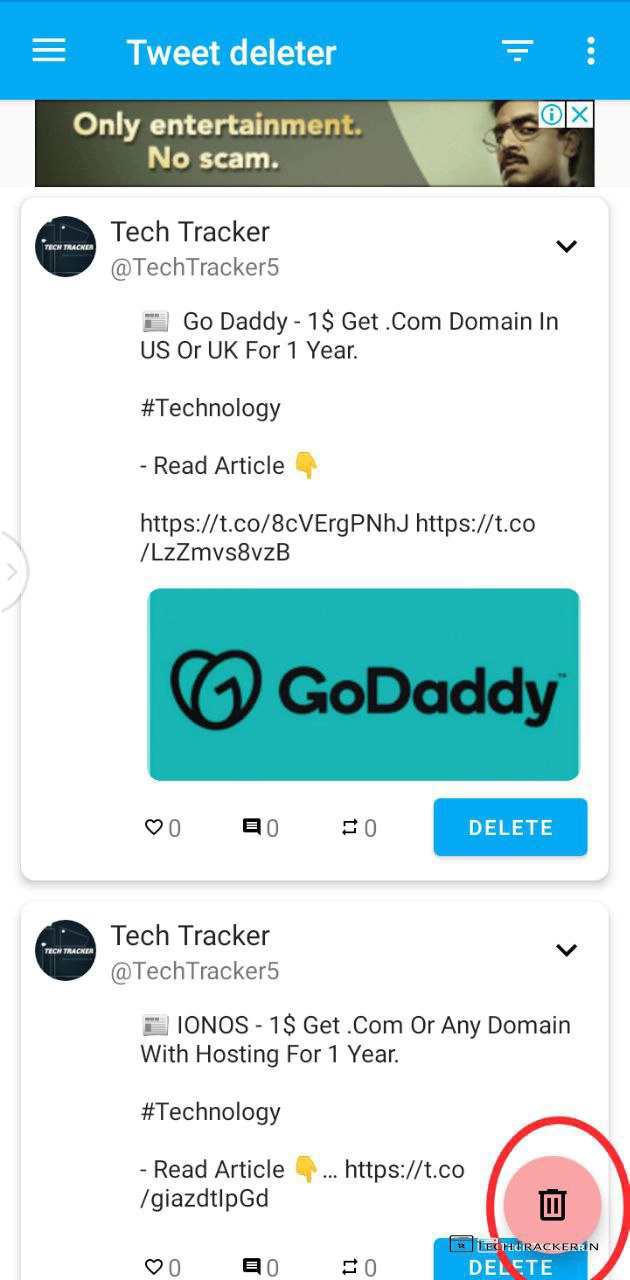 Tweet deleter
Only entertainment.
No scam.
Tech Tracker
@TechTracker5
TECH TRACKER
📰 Go Daddy - 1$ Get .Com Domain In
US Or UK For 1 Year.
#Technology
- Read Article 👇
https://t.co/8cVErgPNhJ https://t.co
/LzZmvs8vzB
GoDaddy™
0 0 0 DELETE
Tech Tracker
@TechTracker5
TECH TRACKER
📰 IONOS - 1$ Get .Com Or Any Domain
With Hosting For 1 Year.
#Technology
- Read Article 👇... https://t.co
/giazdtIpGd
TECHTRACKER.IN
0 0 0 DELETE